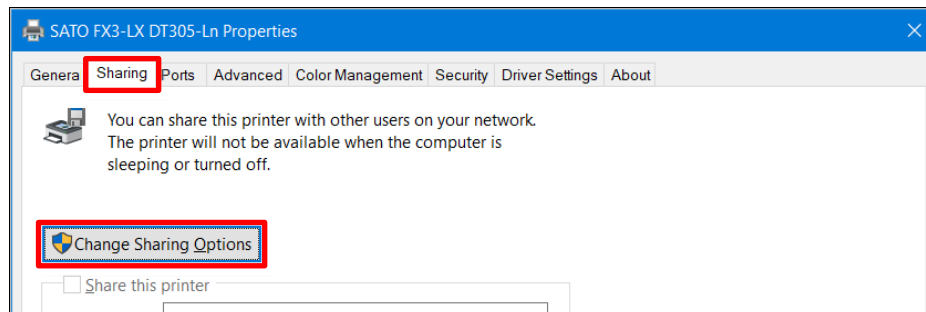 SATO FX3-LX DT305-Ln Properties
Genera Sharing Ports Advanced Color Management Security Driver Settings About
You can share this printer with other users on your network.
The printer will not be available when the computer is
sleeping or turned off.
Change Sharing Options
Share this printer